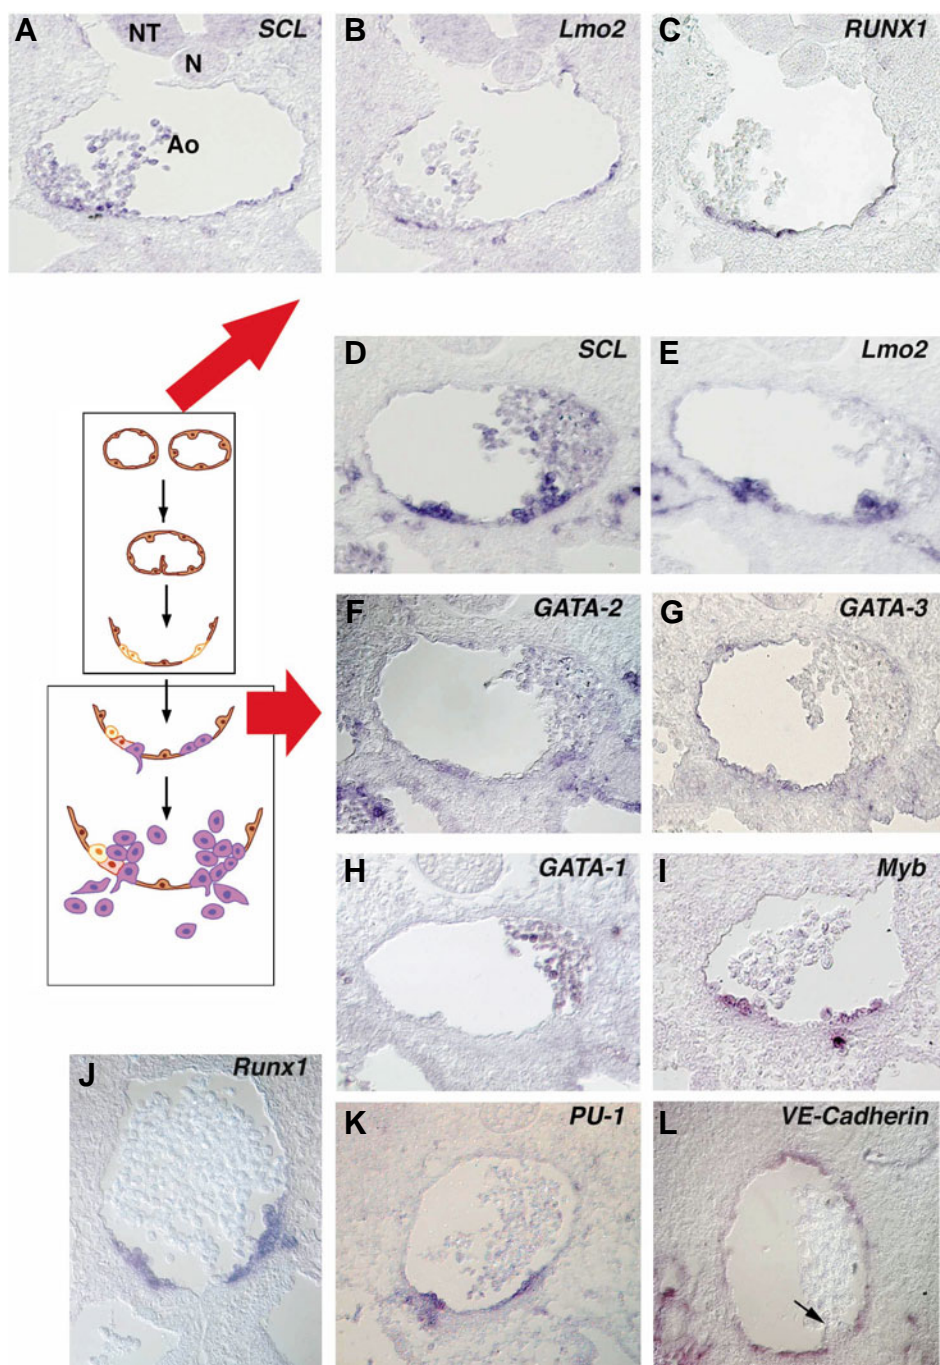 A SCL
NT
N
Ao
B Lmo2
C RUNX1
D SCL
E Lmo2
F GATA-2
G GATA-3
H GATA-1
I Myb
J Runx1
K PU-1
L VE-Cadherin